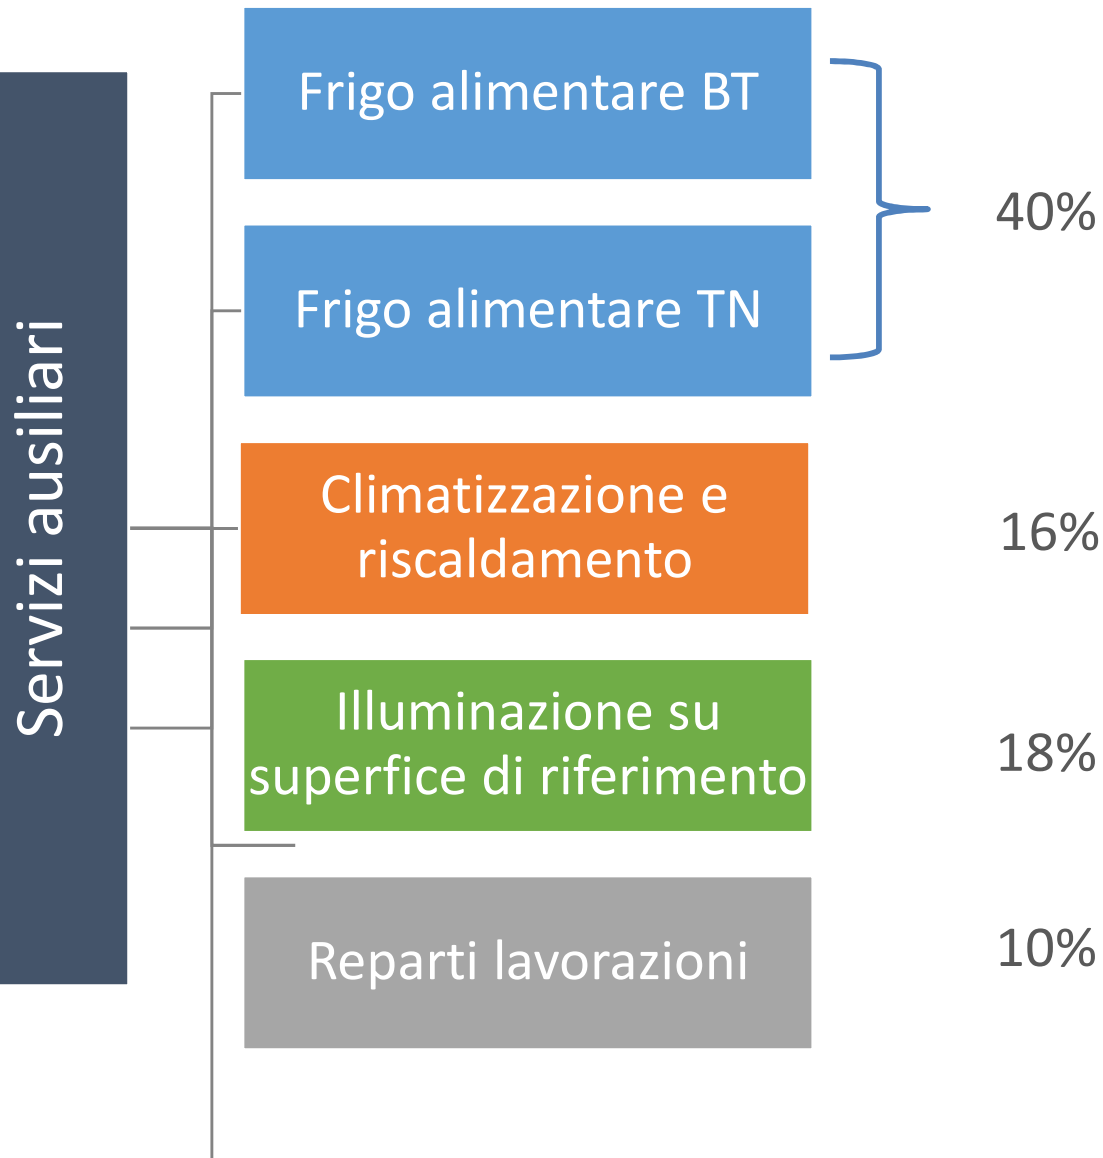 Servizi ausiliari
Frigo alimentare BT
Frigo alimentare TN
40%
Climatizzazione e
riscaldamento
16%
Illuminazione su
superfice di riferimento
18%
Reparti lavorazioni
10%